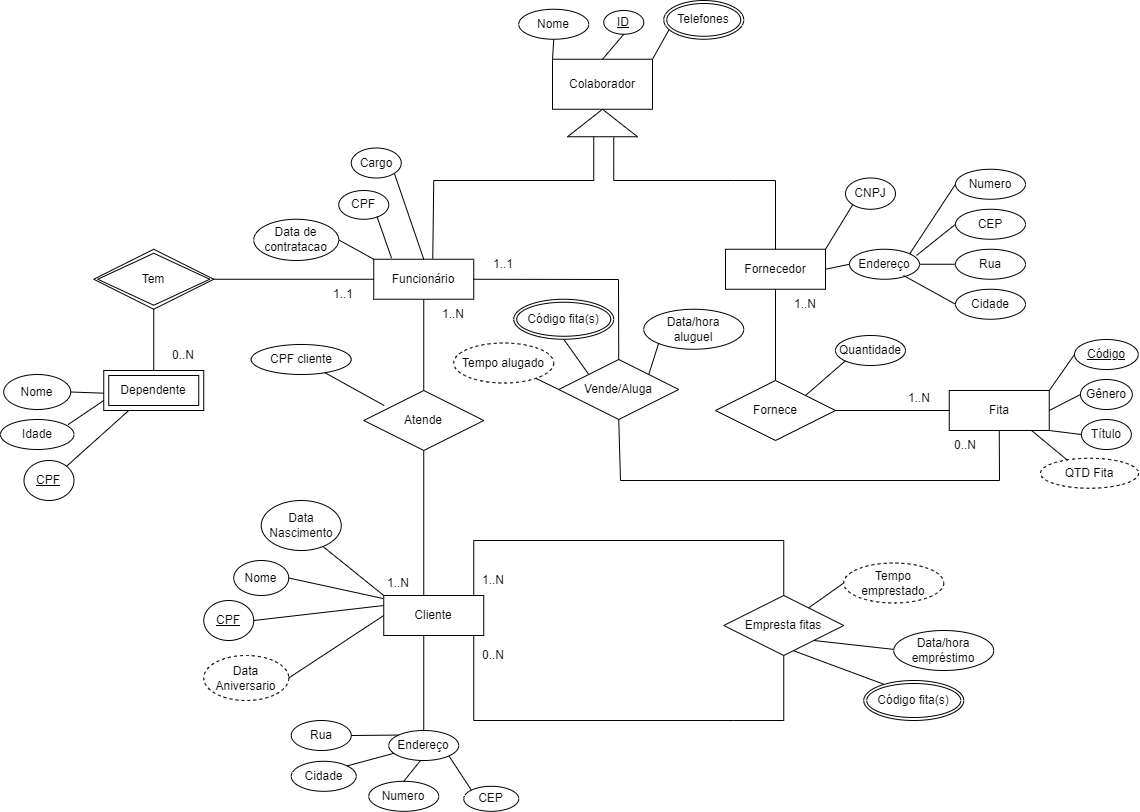 Nome
ID
Telefones
Colaborador
Cargo
CPF
Data de
contratacao
Funcionário
1..1
1..1
1..N
Tem
0..N
Dependente
Nome
Idade
CPF
CNPJ
Fornecedor
1..N
Endereço
Numero
CEP
Rua
Cidade
Código fita(s)
Data/hora
aluguel
Tempo alugado
Vende/Aluga
CPF cliente
Atende
Quantidade
Fornece
1..N
Fita
0..N
Código
Gênero
Título
QTD Fita
Data
Nascimento
Nome
CPF
Data
Aniversario
1..N
Cliente
1..N
0..N
Empresta fitas
Tempo
emprestado
Data/hora
empréstimo
Código fita(s)
Endereço
Rua
Cidade
Numero
CEP